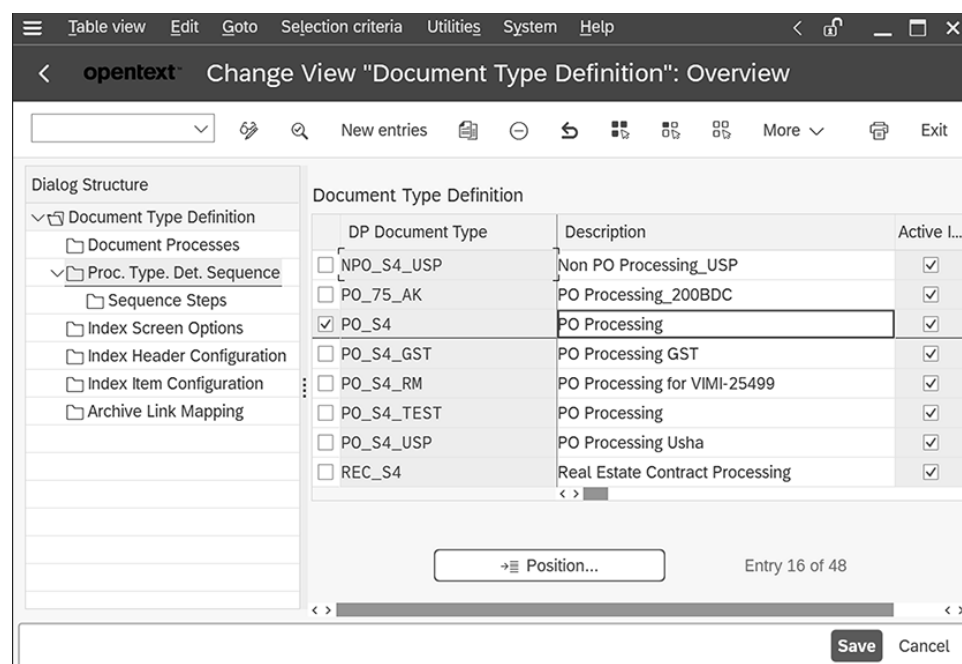 Table view Edit Goto Selection criteria Utilities System Help
opentext™ Change View "Document Type Definition": Overview
New entries More Exit
Dialog Structure
Document Type Definition
Document Processes
Proc. Type. Det. Sequence
Sequence Steps
Index Screen Options
Index Header Configuration
Index Item Configuration
Archive Link Mapping
Document Type Definition
DP Document Type Description Active I...
NPO_S4_USP Non PO Processing_USP
PO_75_AK PO Processing_200BDC
PO_S4 PO Processing
PO_S4_GST PO Processing GST
PO_S4_RM PO Processing for VIMI-25499
PO_S4_TEST PO Processing
PO_S4_USP PO Processing Usha
REC_S4 Real Estate Contract Processing
Position... Entry 16 of 48
Save Cancel